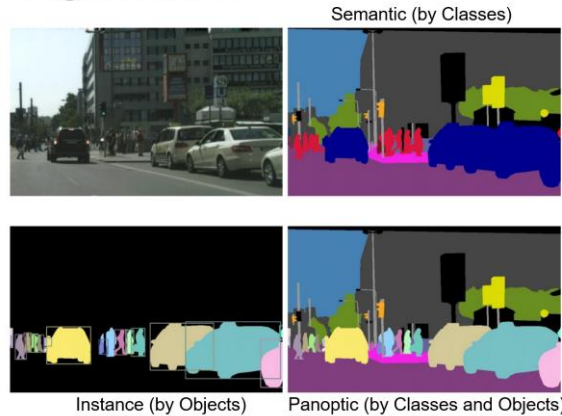 Semantic (by Classes)
Instance (by Objects)
Panoptic (by Classes and Objects)